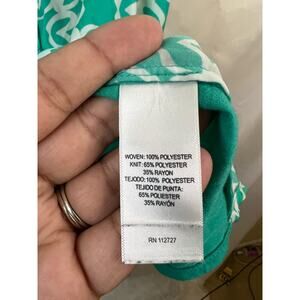 WOVEN: 100% POLYESTER
KNIT: 65% POLYESTER
35% RAYON
TEJIDO: 100% POLYESTER
TEJIDO DE PUNTA:
65% POLIESTER
35% RAYÓN
RN 112727